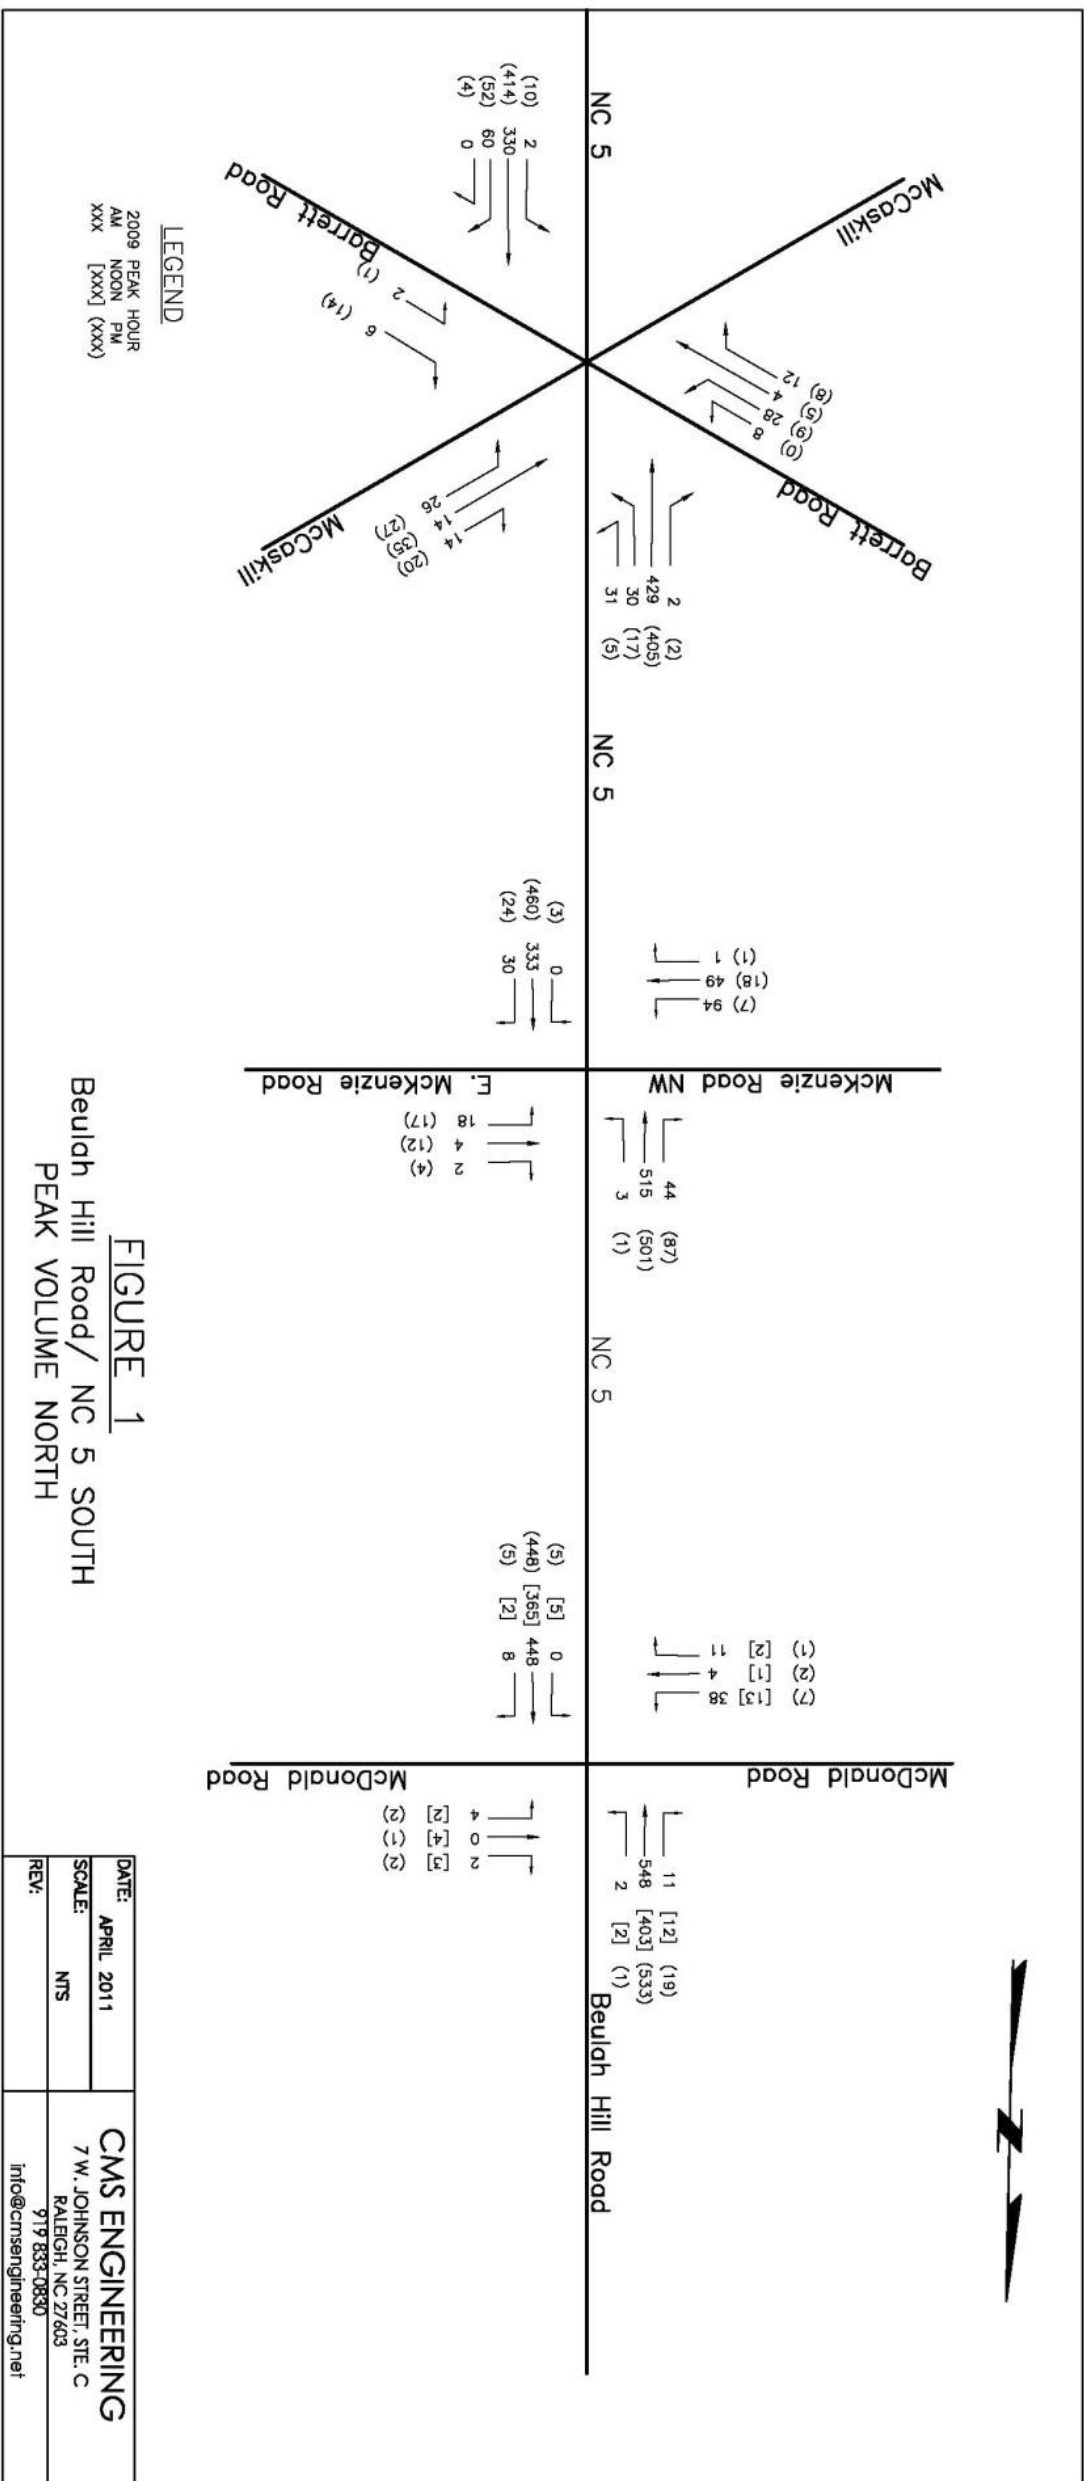 NC 5
McCaskill
Barrett Road
(10) 2
(414) 330
(52) 60
(4) 0
Barrett Road
2 (1)
6 (14)
(8) 12
(5) 4
(9) 28
(0) 8
26 (27)
14 (35)
14 (20)
McCaskill
2 (2)
429 (405)
30 (17)
31 (5)
NC 5
(3) 0
(460) 333
(24) 30
(1) 1
(18) 49
(7) 94
McKenzie Road NW
E. McKenzie Road
18 (17)
4 (12)
2 (4)
44 (87)
515 (501)
3 (1)
NC 5
(5) [5] 0
(448) [365] 448
(5) [2] 8
(1) [2] 11
(2) [1] 4
(7) [13] 38
McDonald Road
McDonald Road
4 [2] (2)
0 [4] (1)
2 [3] (2)
11 [12] (19)
548 [403] (533)
2 [2] (1)
Beulah Hill Road
N
LEGEND
2009 PEAK HOUR
AM NOON PM
XXX [XXX] (XXX)
FIGURE 1
Beulah Hill Road/ NC 5 SOUTH
PEAK VOLUME NORTH
DATE: APRIL 2011
SCALE: NTS
REV:
CMS ENGINEERING
7 W. JOHNSON STREET, STE. C
RALEIGH, NC 27603
919 833-0830
info@cmsengineering.net